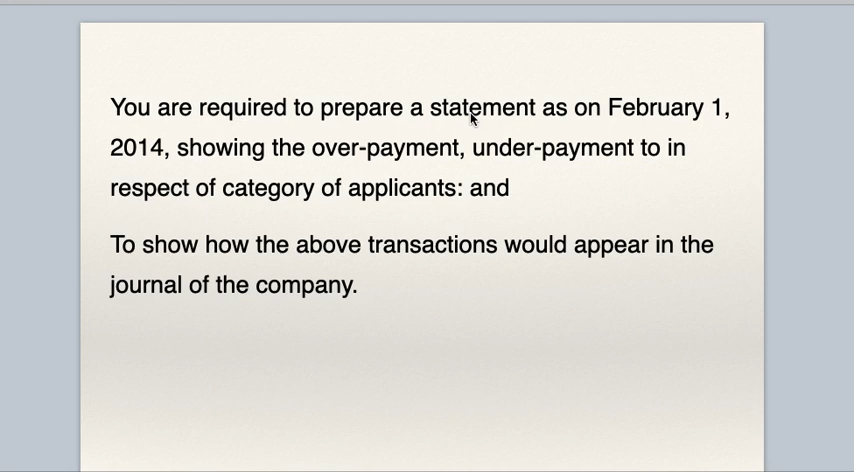 You are required to prepare a statement as on February 1,
2014, showing the over-payment, under-payment to in
respect of category of applicants: and
To show how the above transactions would appear in the
journal of the company.